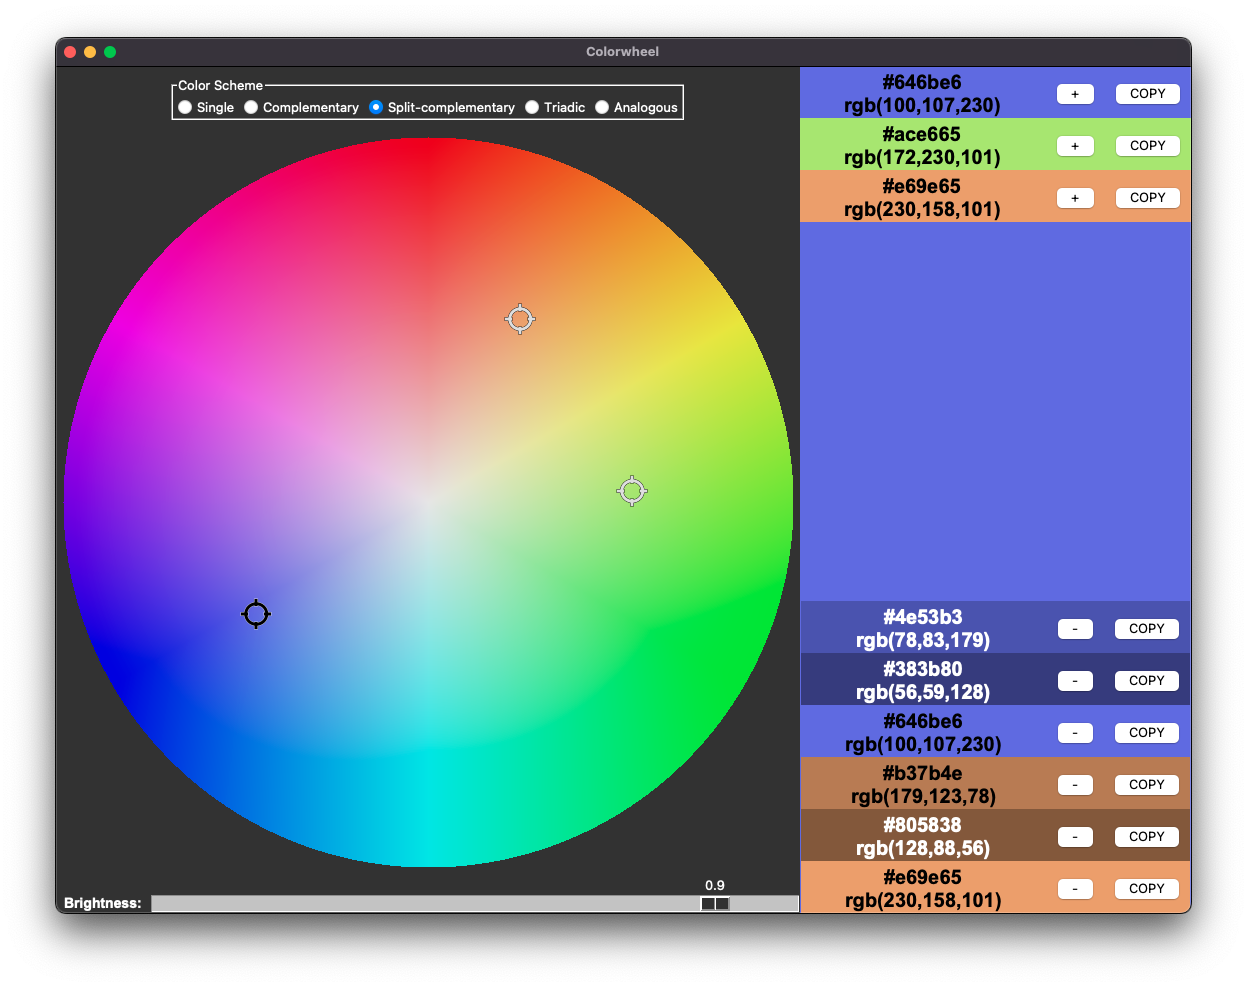 Colorwheel
Color Scheme
Single Complementary Split-complementary Triadic Analogous
#646be6
rgb(100,107,230)
+ COPY
#ace665
rgb(172,230,101)
+ COPY
#e69e65
rgb(230,158,101)
+ COPY
#4e53b3
rgb(78,83,179)
- COPY
#383b80
rgb(56,59,128)
- COPY
#646be6
rgb(100,107,230)
- COPY
#b37b4e
rgb(179,123,78)
- COPY
#805838
rgb(128,88,56)
- COPY
#e69e65
rgb(230,158,101)
- COPY
0.9
Brightness: